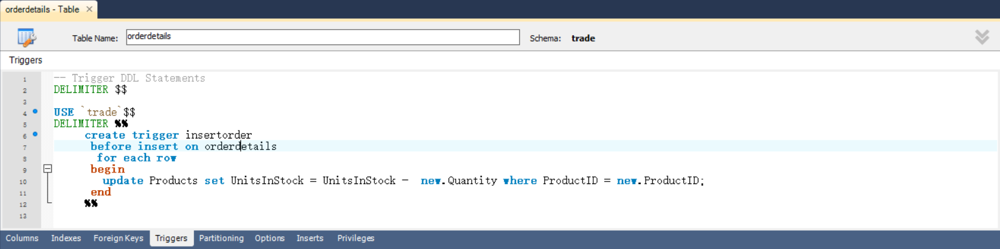 orderdetails - Table ×
Table Name: orderdetails Schema: trade
Triggers
1 -- Trigger DDL Statements
2 DELIMITER $$
3
4 USE `trade`$$
5 DELIMITER %%
6 create trigger insertorder
7 before insert on orderdetails
8 for each row
9 begin
10 update Products set UnitsInStock = UnitsInStock - new.Quantity where ProductID = new.ProductID;
11 end
12 %%
13
Columns Indexes Foreign Keys Triggers Partitioning Options Inserts Privileges